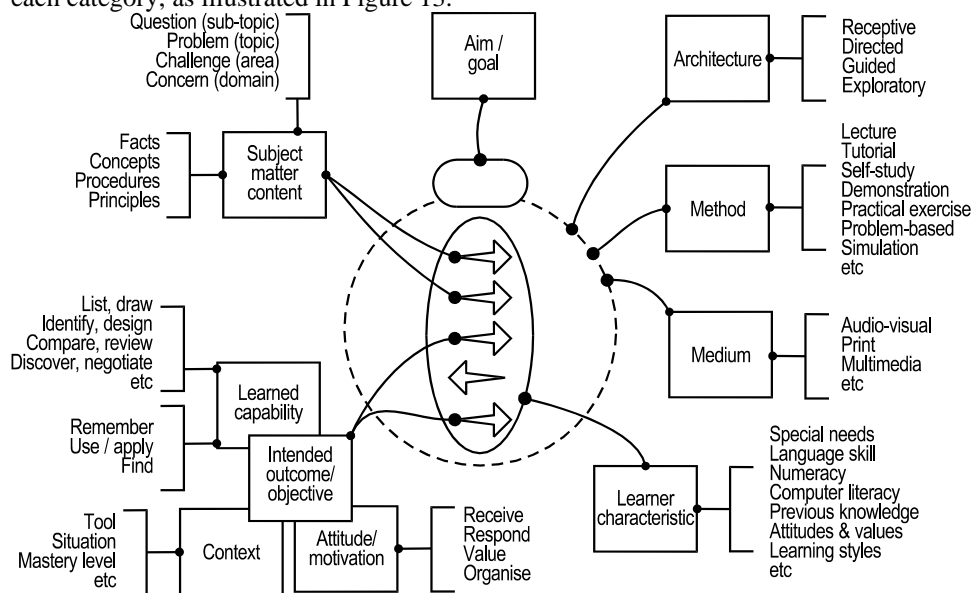 each category, as illustrated in Figure 13.
Question (sub-topic)
Problem (topic)
Challenge (area)
Concern (domain)
Aim /
goal
Architecture
Receptive
Directed
Guided
Exploratory
Facts
Concepts
Procedures
Principles
Subject
matter
content
Method
Lecture
Tutorial
Self-study
Demonstration
Practical exercise
Problem-based
Simulation
etc
List, draw
Identify, design
Compare, review
Discover, negotiate
etc
Learned
capability
Medium
Audio-visual
Print
Multimedia
etc
Remember
Use / apply
Find
Intended
outcome/
objective
Learner
characteristic
Special needs
Language skill
Numeracy
Computer literacy
Previous knowledge
Attitudes & values
Learning styles
etc
Tool
Situation
Mastery level
etc
Context
Attitude/
motivation
Receive
Respond
Value
Organise